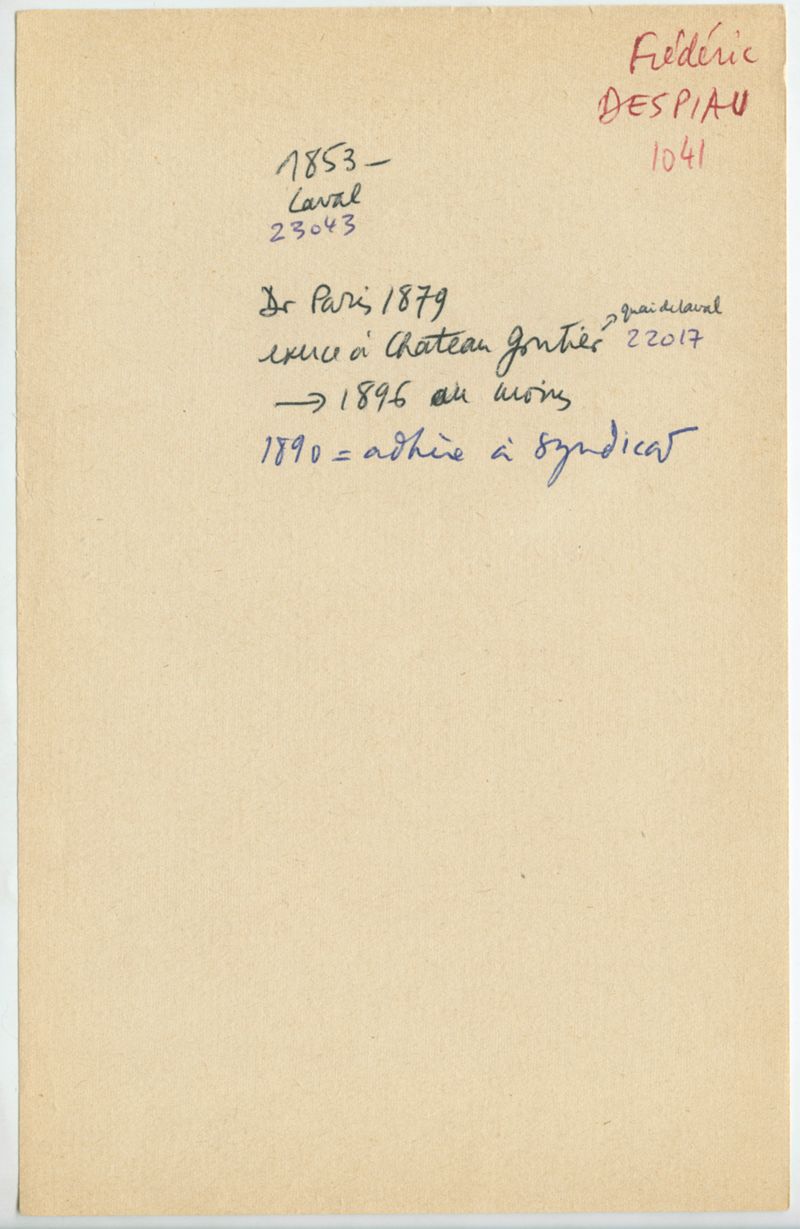 Frédéric
DESPIAU
1041
1853 -
Laval
23043
Dr Paris 1879
exerce à Chateau Gontier
quai de Laval
22017
→ 1896 au moins
1890 = adhère à syndicat